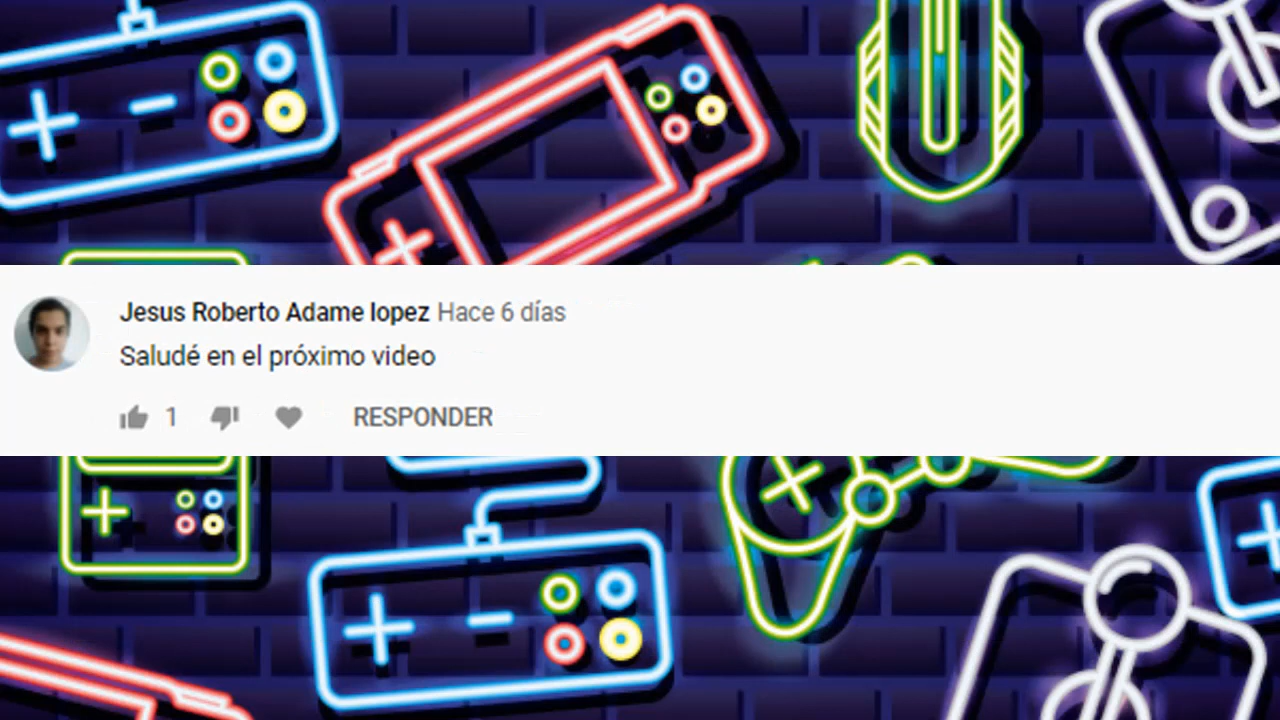 Jesus Roberto Adame lopez Hace 6 días
Saludé en el próximo video
1 RESPONDER